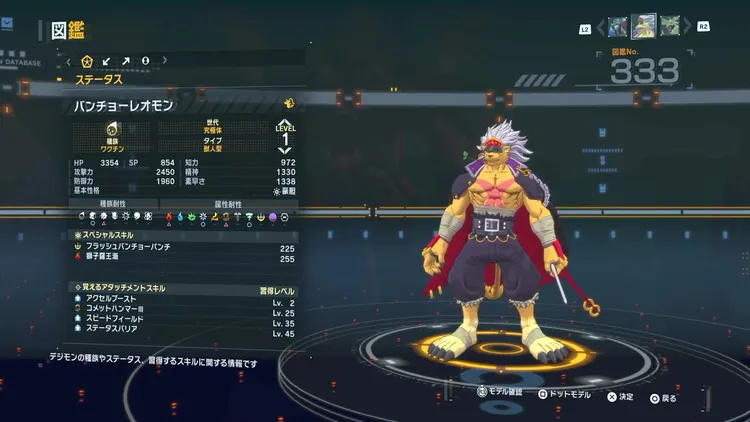 図鑑
N DATABASE
L2
R2
図鑑No.
333
ステータス
バンチョーレオモン
種族
ワクチン
世代
究極体
タイプ
獣人型
LEVEL
1
HP 3354 SP 854 知力 972
攻撃力 2450 精神 1330
防御力 1960 素早さ 1338
基本性格 豪胆
種族耐性 属性耐性
スペシャルスキル
フラッシュバンチョーパンチ 225
獅子羅王漸 255
覚えるアタッチメントスキル 習得レベル
アクセルブースト Lv. 2
コメットハンマーIII Lv. 25
スピードフィールド Lv. 35
ステータスバリア Lv. 45
デジモンの種族やステータス、習得するスキルに関する情報です
R3 モデル確認 ドットモデル 決定 戻る